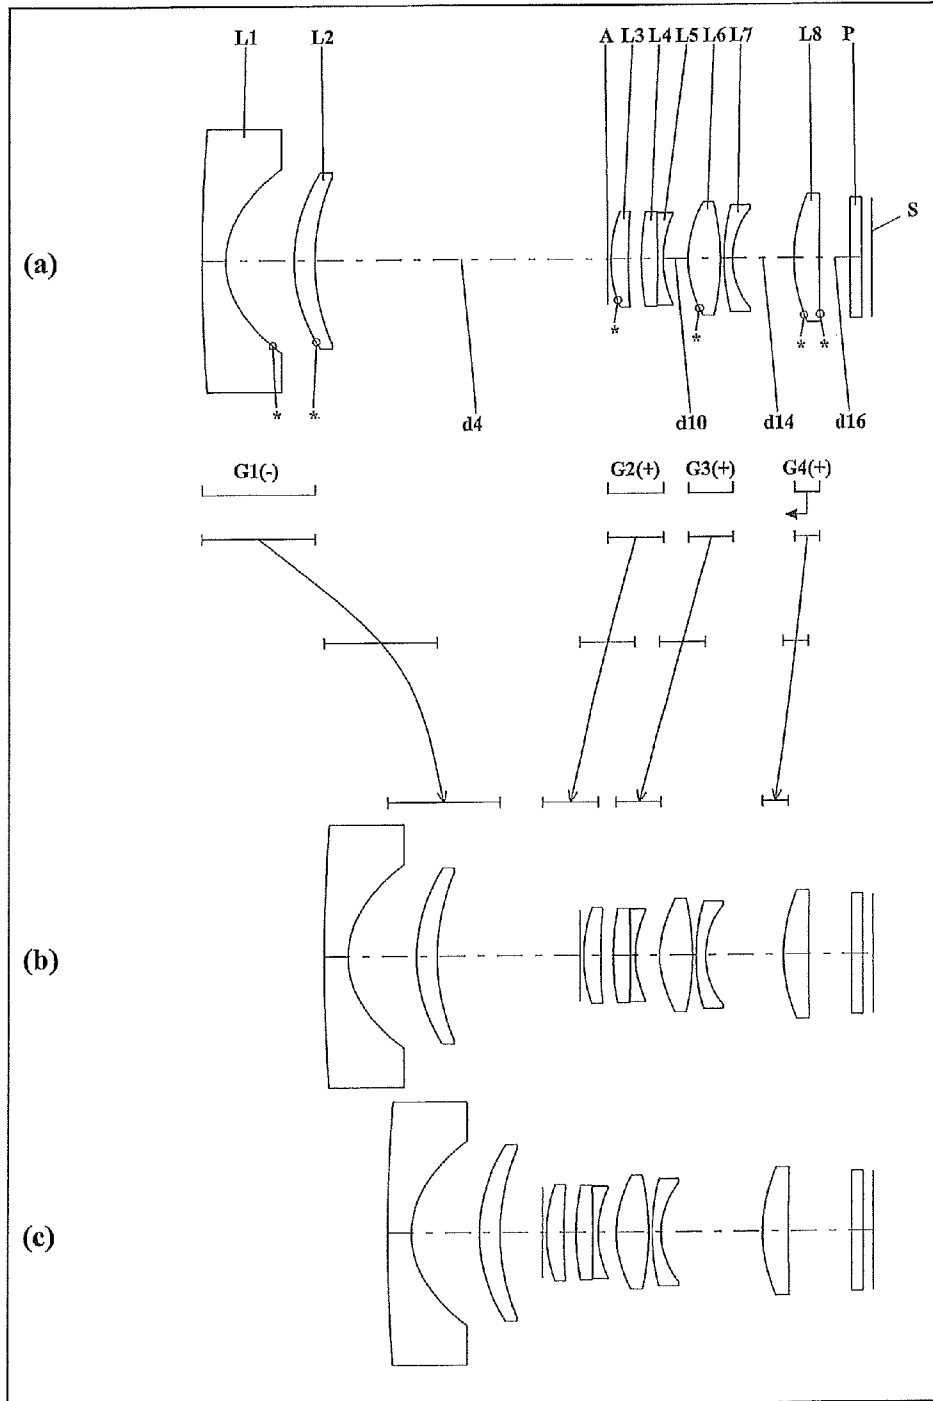 L1 L2 A L3 L4 L5 L6 L7 L8 P
S
(a)
* *
* * * *
d4 d10 d14 d16
G1(-) G2(+) G3(+) G4(+)
(b)
(c)